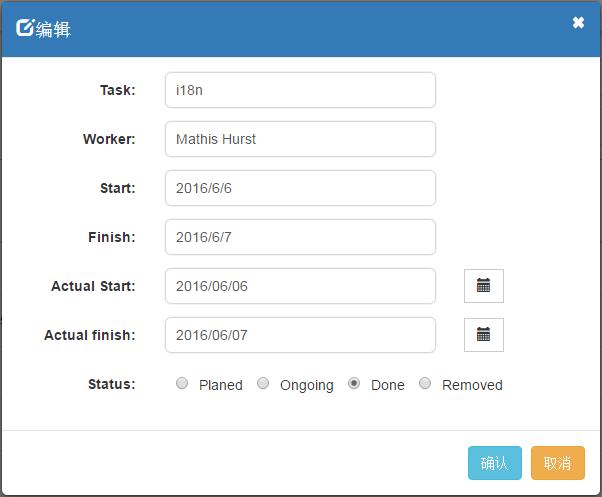 编辑
Task: i18n
Worker: Mathis Hurst
Start: 2016/6/6
Finish: 2016/6/7
Actual Start: 2016/06/06
Actual finish: 2016/06/07
Status: Planed Ongoing Done Removed
确认 取消